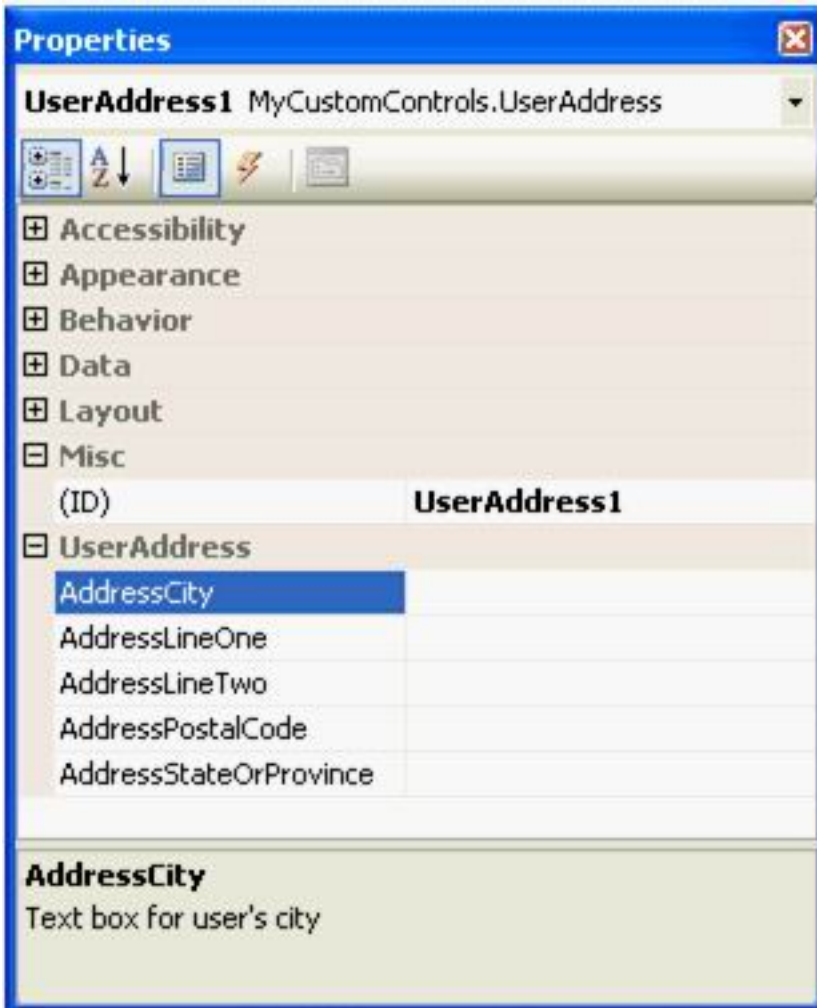 Properties
UserAddress1 MyCustomControls.UserAddress
A
Z
Accessibility
Appearance
Behavior
Data
Layout
Misc
(ID) UserAddress1
UserAddress
AddressCity
AddressLineOne
AddressLineTwo
AddressPostalCode
AddressStateOrProvince
AddressCity
Text box for user's city